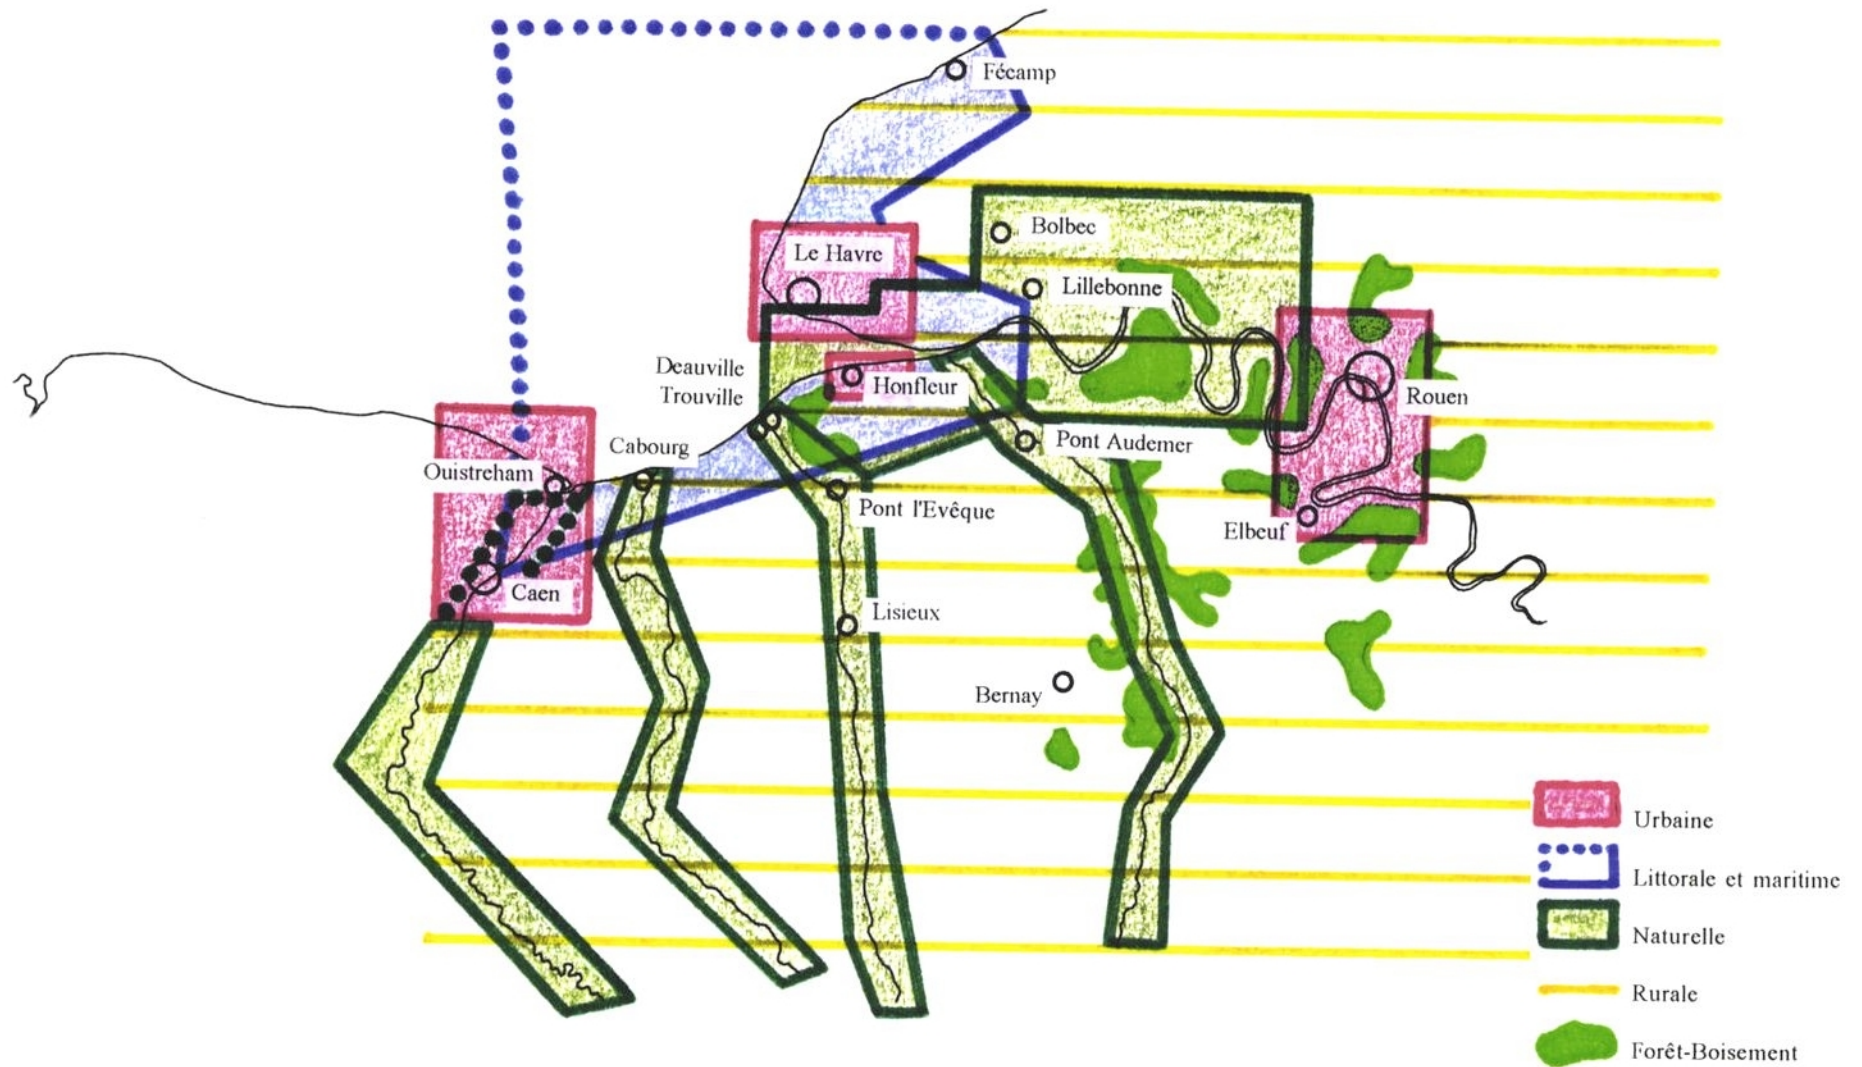 Fécamp
Bolbec
Le Havre
Lillebonne
Deauville
Trouville
Honfleur
Rouen
Cabourg
Pont Audemer
Ouistreham
Pont l'Evêque
Elbeuf
Caen
Lisieux
Bernay
Urbaine
Littorale et maritime
Naturelle
Rurale
Forêt-Boisement